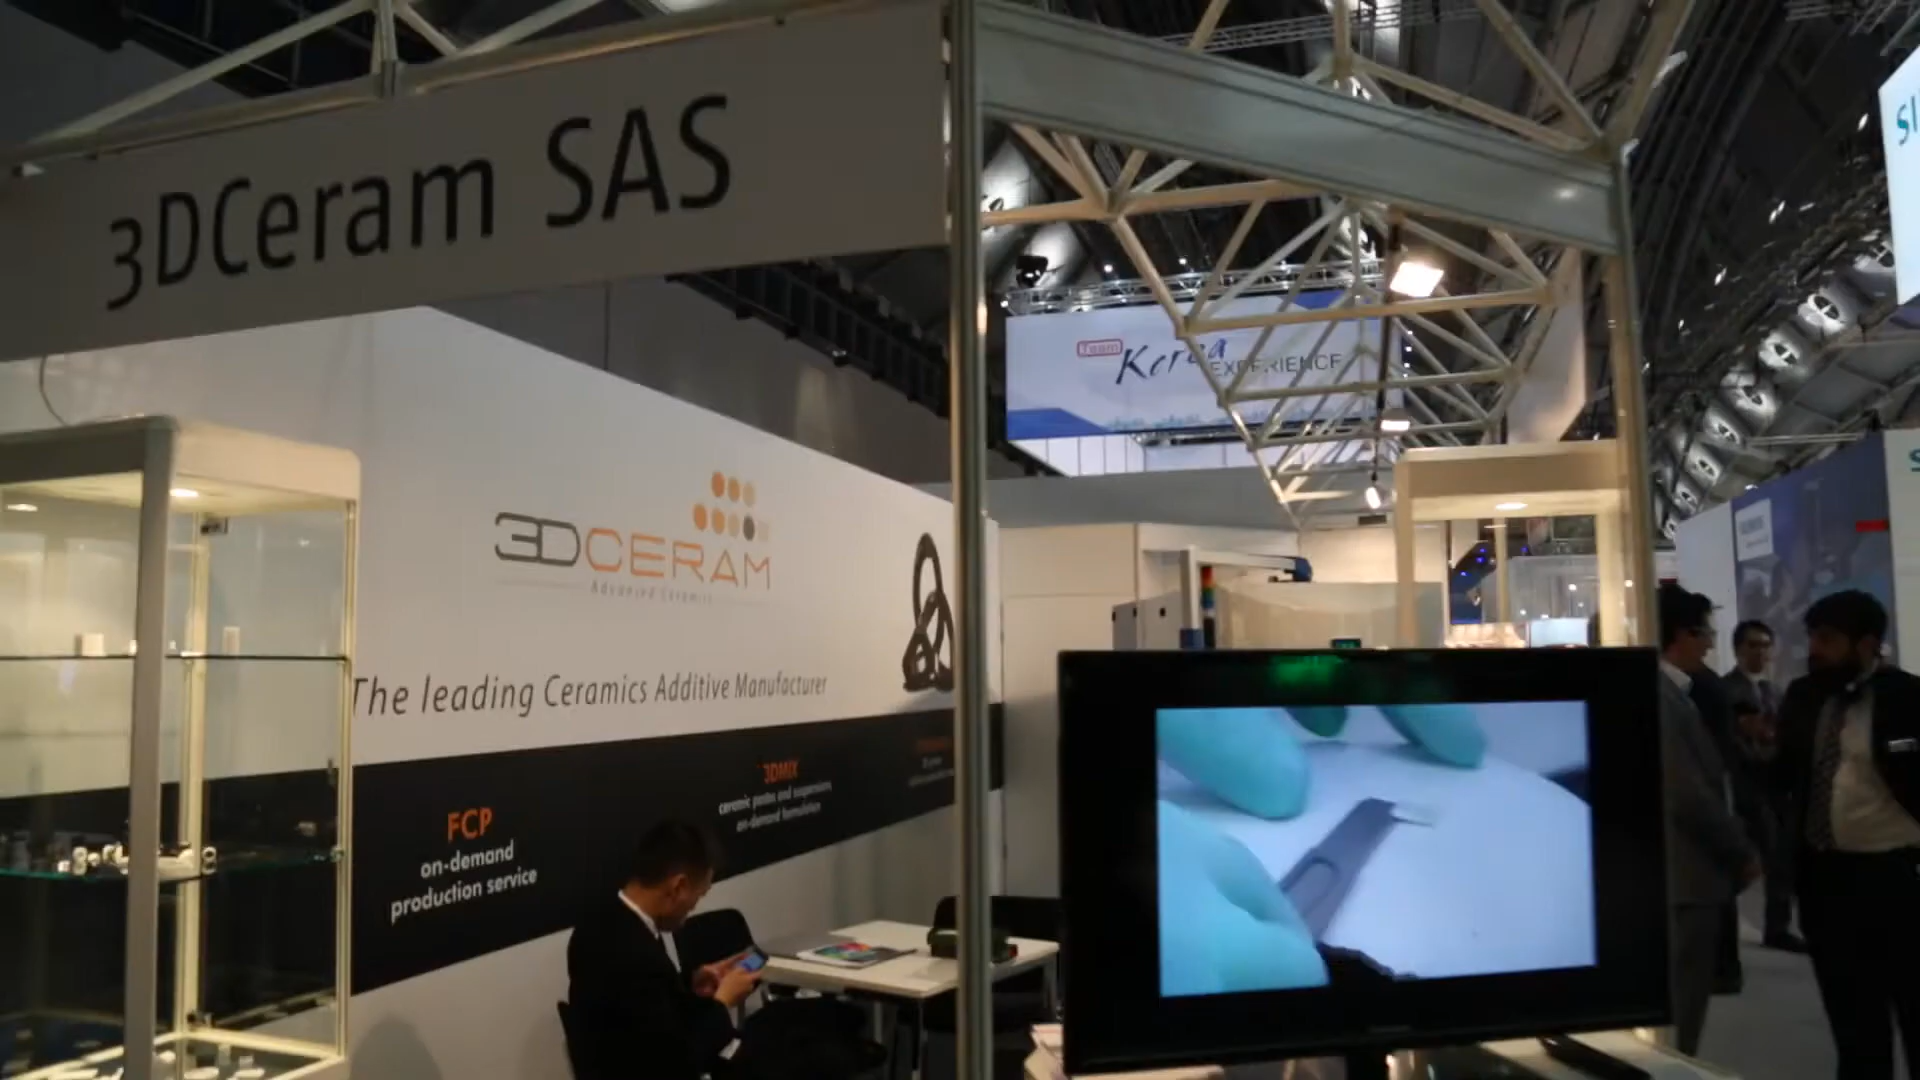 3DCeram SAS
Team
Korea
EXPERIENCE
3DCERAM
Advanced Ceramics
The leading Ceramics Additive Manufacturer
FCP
on-demand
production service
3DMIX
ceramic pastes and suspensions
on-demand formulation